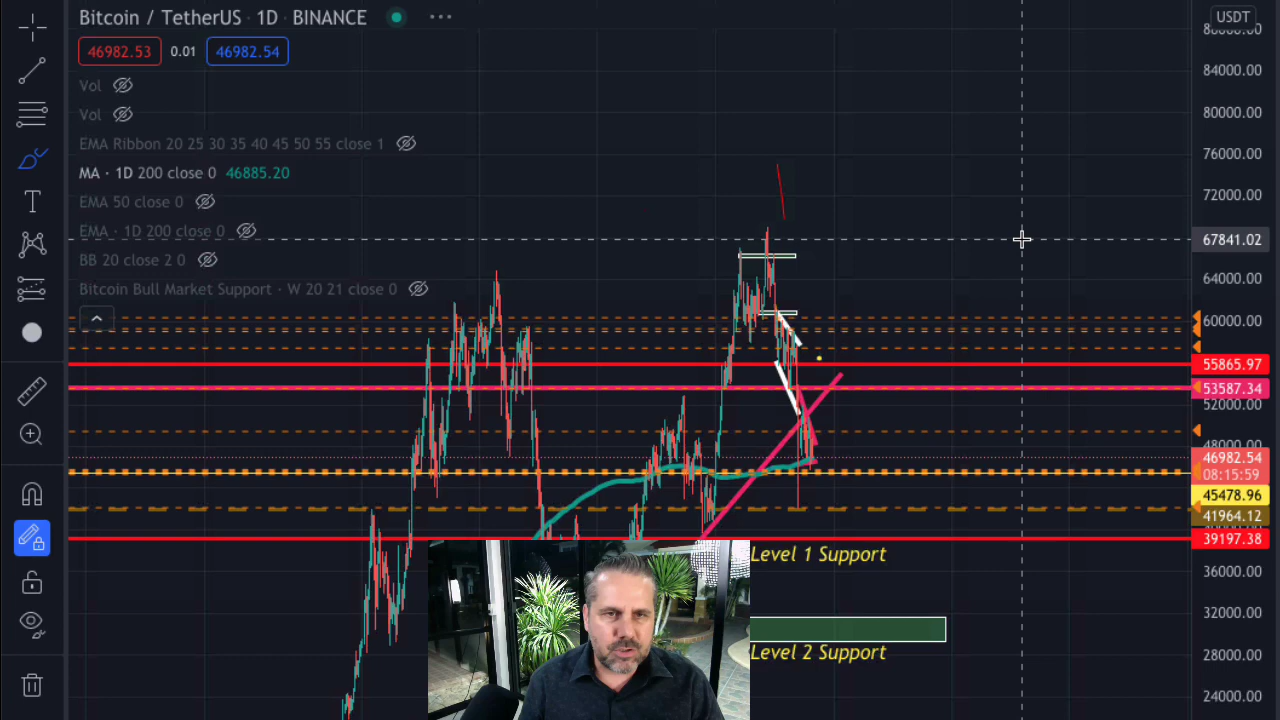 Bitcoin / TetherUS · 1D · BINANCE
USDT
46982.53 0.01 46982.54
Vol
Vol
EMA Ribbon 20 25 30 35 40 45 50 55 close 1
MA · 1D 200 close 0 46885.20
EMA 50 close 0
EMA · 1D 200 close 0
BB 20 close 2 0
Bitcoin Bull Market Support · W 20 21 close 0
84000.00
80000.00
76000.00
72000.00
67841.02
64000.00
60000.00
55865.97
53587.34
52000.00
48000.00
46982.54
08:15:59
45478.96
41964.12
39197.38
36000.00
32000.00
28000.00
24000.00
T
Level 1 Support
Level 2 Support